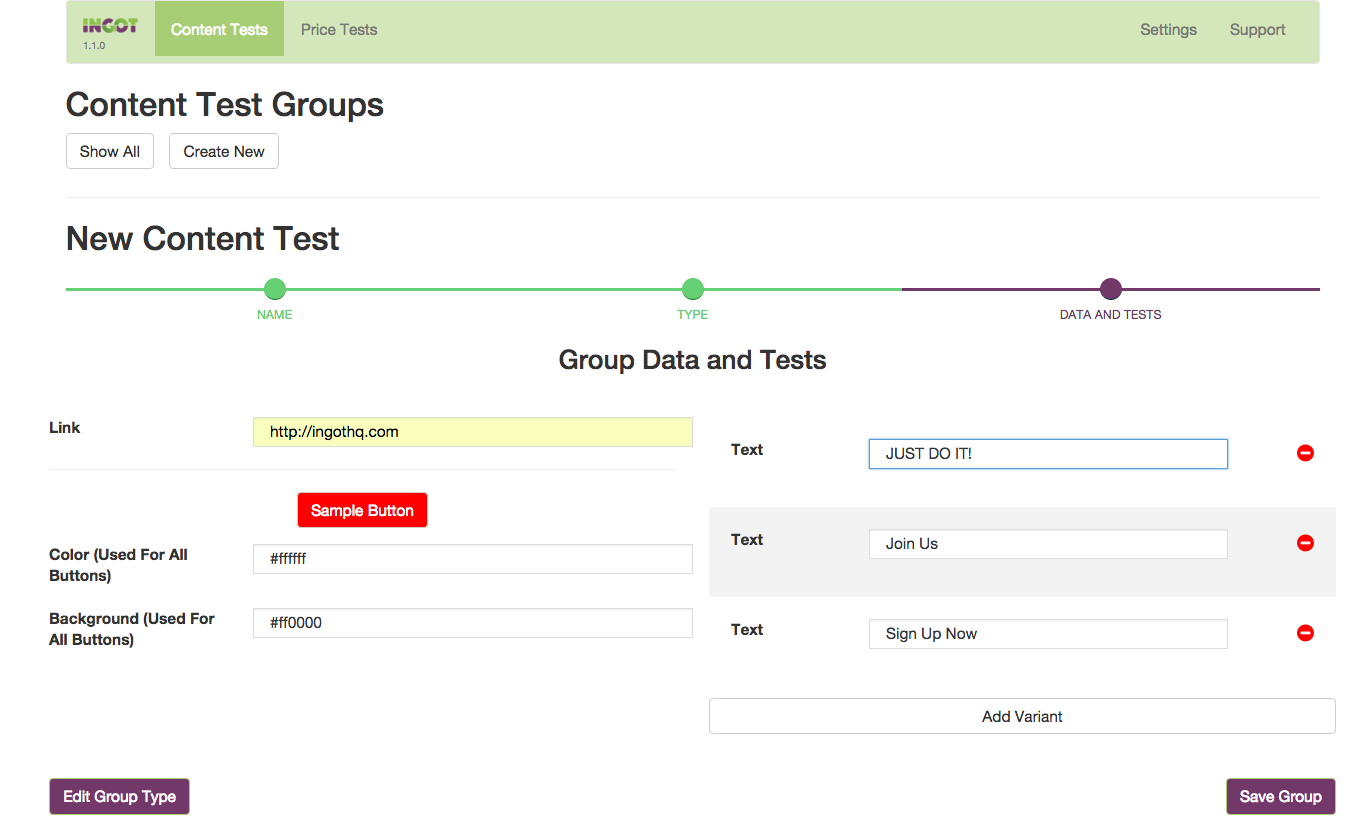 INGOT
1.1.0
Content Tests
Price Tests
Settings
Support
Content Test Groups
Show All
Create New
New Content Test
NAME
TYPE
DATA AND TESTS
Group Data and Tests
Link
http://ingothq.com
Sample Button
Color (Used For All
Buttons)
#ffffff
Background (Used For
All Buttons)
#ff0000
Text
JUST DO IT!
Text
Join Us
Text
Sign Up Now
Add Variant
Edit Group Type
Save Group